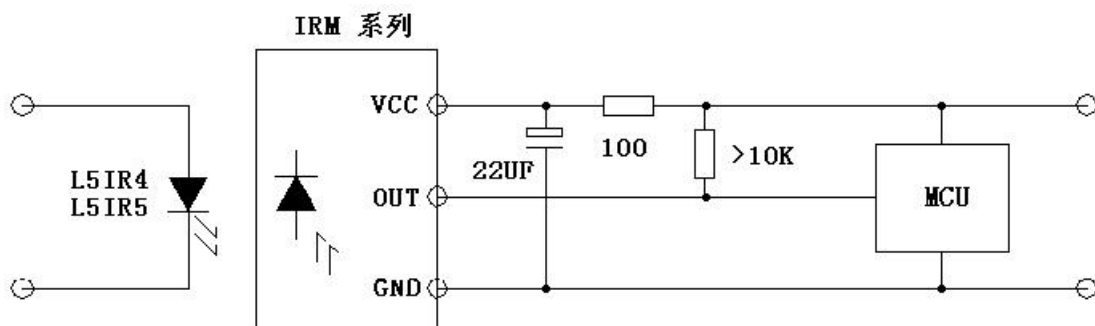 IRM 系列
VCC
100
22UF
>10K
L5IR4
L5IR5
OUT
MCU
GND